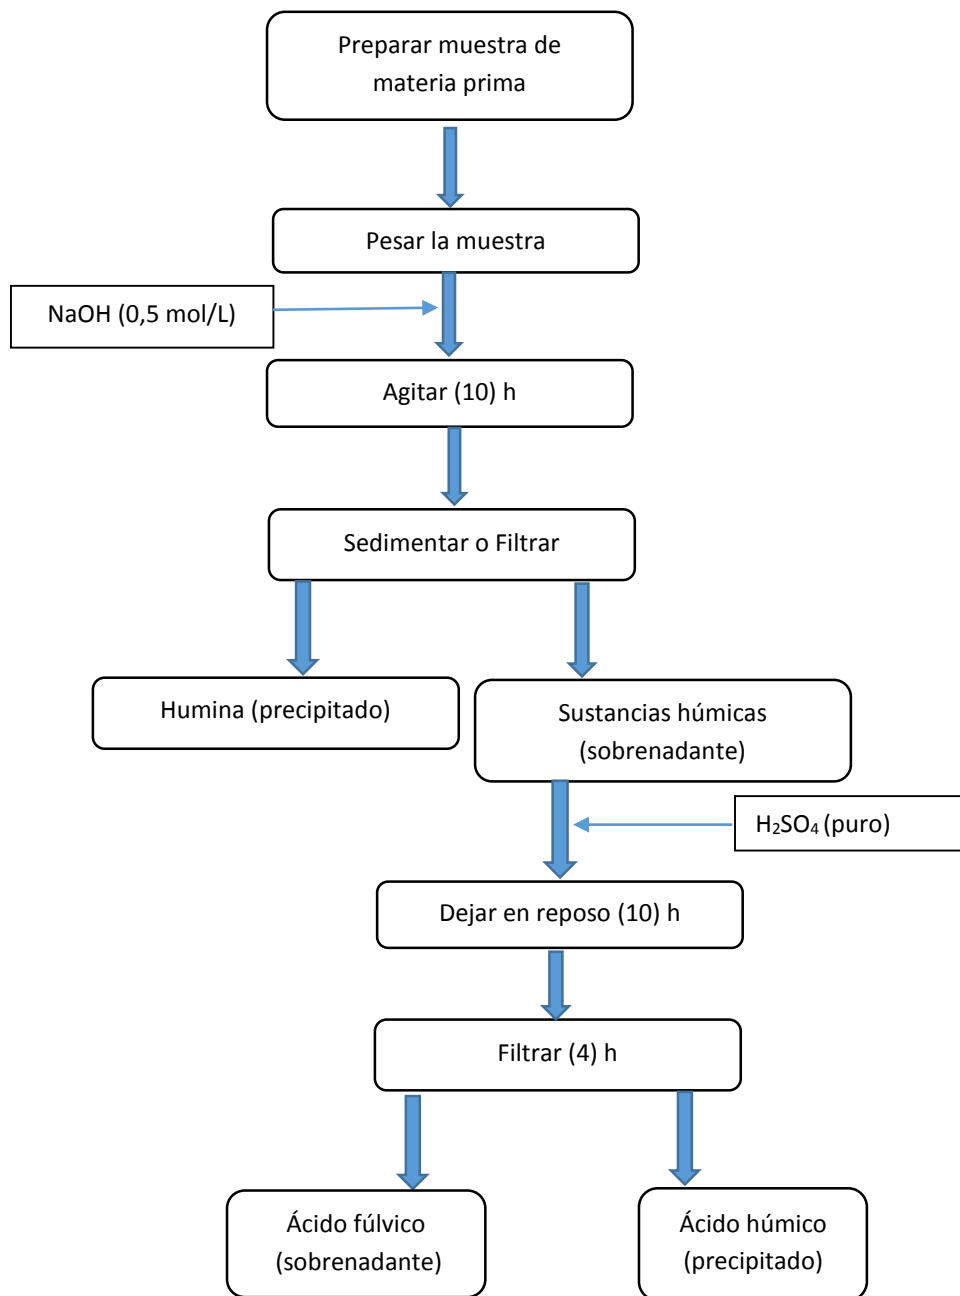 Preparar muestra de
materia prima
Pesar la muestra
NaOH (0,5 mol/L)
Agitar (10) h
Sedimentar o Filtrar
Humina (precipitado)
Sustancias húmicas
(sobrenadante)
H₂SO₄ (puro)
Dejar en reposo (10) h
Filtrar (4) h
Ácido fúlvico
(sobrenadante)
Ácido húmico
(precipitado)